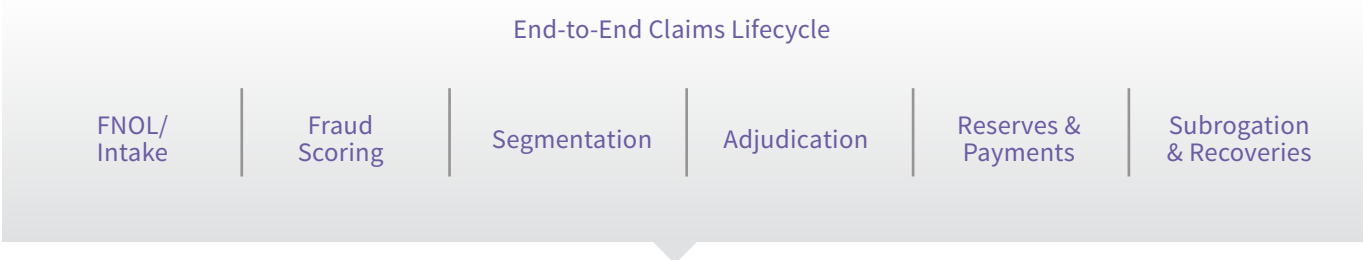 End-to-End Claims Lifecycle
FNOL/
Intake
Fraud
Scoring
Segmentation
Adjudication
Reserves &
Payments
Subrogation
& Recoveries